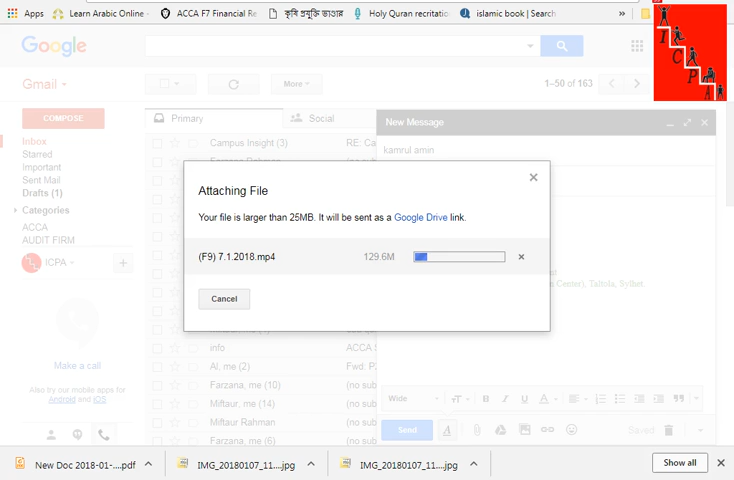 Apps Learn Arabic Online - ACCA F7 Financial Re কৃষি প্রযুক্তি ভাণ্ডার Holy Quran recritatio islamic book | Search »
Google
Gmail
More
1–50 of 163
I
C
P
A
COMPOSE
Primary
Social
New Message
Inbox
Campus Insight (3) RE: Ca
kamrul amin
Starred
Important
Sent Mail
Drafts (1)
Categories
ACCA
AUDIT FIRM
ICPA
Attaching File
Your file is larger than 25MB. It will be sent as a Google Drive link.
(F9) 7.1.2018.mp4 129.6M
Cancel
Center), Taltola, Sylhet
info ACCA S
Make a call
Al, me (2) Fwd: P
Farzana, me (10) (no sub
Also try our mobile apps for
Android and iOS
Miftaur, me (14) (no sub
Wide
Miftaur Rahman (no sub
Farzana, me (6) (no sub
Send
Saved
New Doc 2018-01-....pdf IMG_20180107_11....jpg IMG_20180107_11....jpg Show all